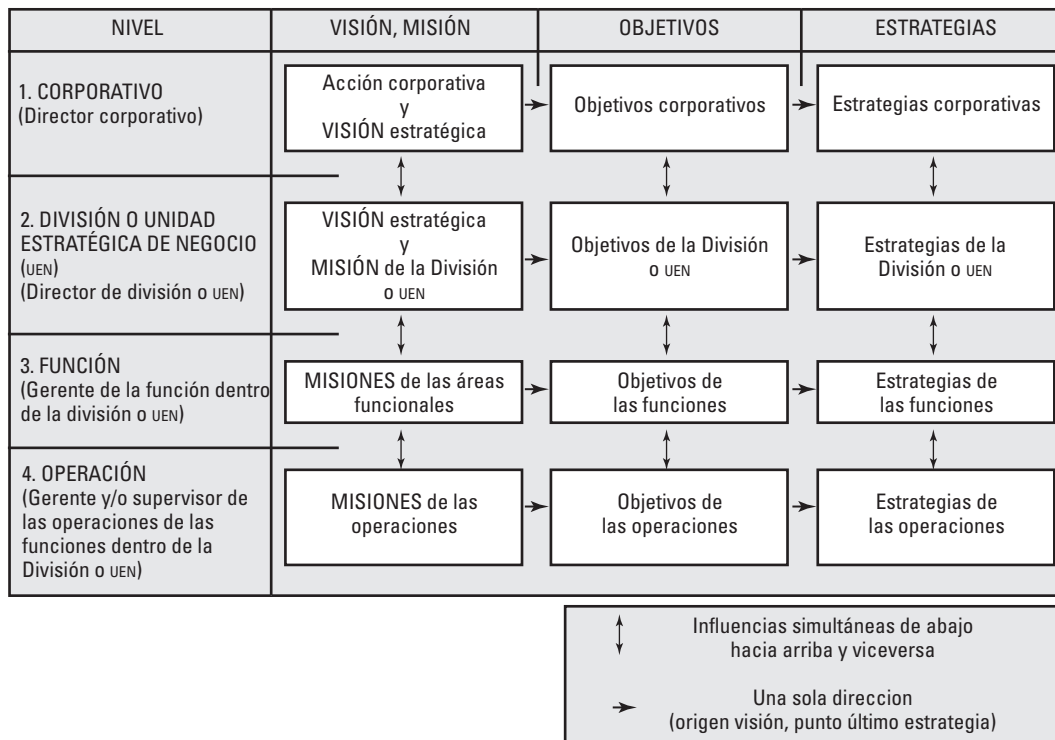 NIVEL
VISIÓN, MISIÓN
OBJETIVOS
ESTRATEGIAS
1. CORPORATIVO
(Director corporativo)
Acción corporativa
y
VISIÓN estratégica
Objetivos corporativos
Estrategias corporativas
2. DIVISIÓN O UNIDAD
ESTRATÉGICA DE NEGOCIO
(UEN)
(Director de división o UEN)
VISIÓN estratégica
y
MISIÓN de la División
o UEN
Objetivos de la División
o UEN
Estrategias de la
División o UEN
3. FUNCIÓN
(Gerente de la función dentro
de la división o UEN)
MISIONES de las áreas
funcionales
Objetivos de
las funciones
Estrategias de
las funciones
4. OPERACIÓN
(Gerente y/o supervisor de
las operaciones de las
funciones dentro de la
División o UEN)
MISIONES de las
operaciones
Objetivos de
las operaciones
Estrategias de
las operaciones
Influencias simultáneas de abajo
hacia arriba y viceversa
Una sola direccion
(origen visión, punto último estrategia)